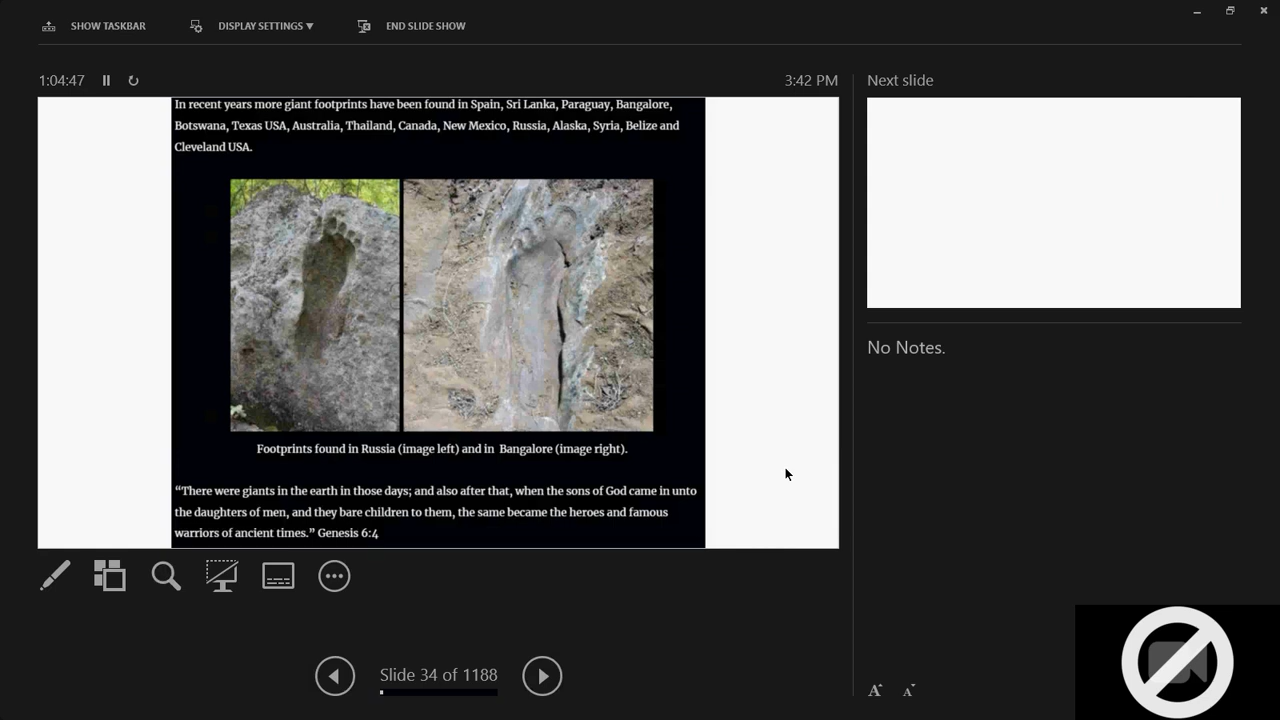 SHOW TASKBAR
DISPLAY SETTINGS ▼
END SLIDE SHOW
1:04:47
3:42 PM
Next slide
In recent years more giant footprints have been found in Spain, Sri Lanka, Paraguay, Bangalore,
Botswana, Texas USA, Australia, Thailand, Canada, New Mexico, Russia, Alaska, Syria, Belize and
Cleveland USA.
Footprints found in Russia (image left) and in Bangalore (image right).
“There were giants in the earth in those days; and also after that, when the sons of God came in unto
the daughters of men, and they bare children to them, the same became the heroes and famous
warriors of ancient times.” Genesis 6:4
No Notes.
Slide 34 of 1188
A A